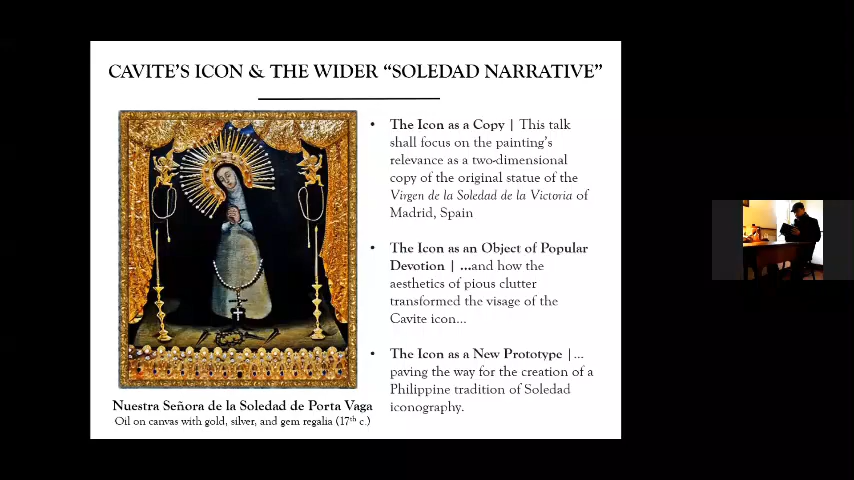 CAVITE'S ICON & THE WIDER “SOLEDAD NARRATIVE”
• The Icon as a Copy | This talk
shall focus on the painting's
relevance as a two-dimensional
copy of the original statue of the
Virgen de la Soledad de la Victoria of
Madrid, Spain
• The Icon as an Object of Popular
Devotion | ...and how the
aesthetics of pious clutter
transformed the visage of the
Cavite icon...
• The Icon as a New Prototype |...
paving the way for the creation of a
Philippine tradition of Soledad
iconography.
Nuestra Señora de la Soledad de Porta Vaga
Oil on canvas with gold, silver, and gem regalia (17th c.)